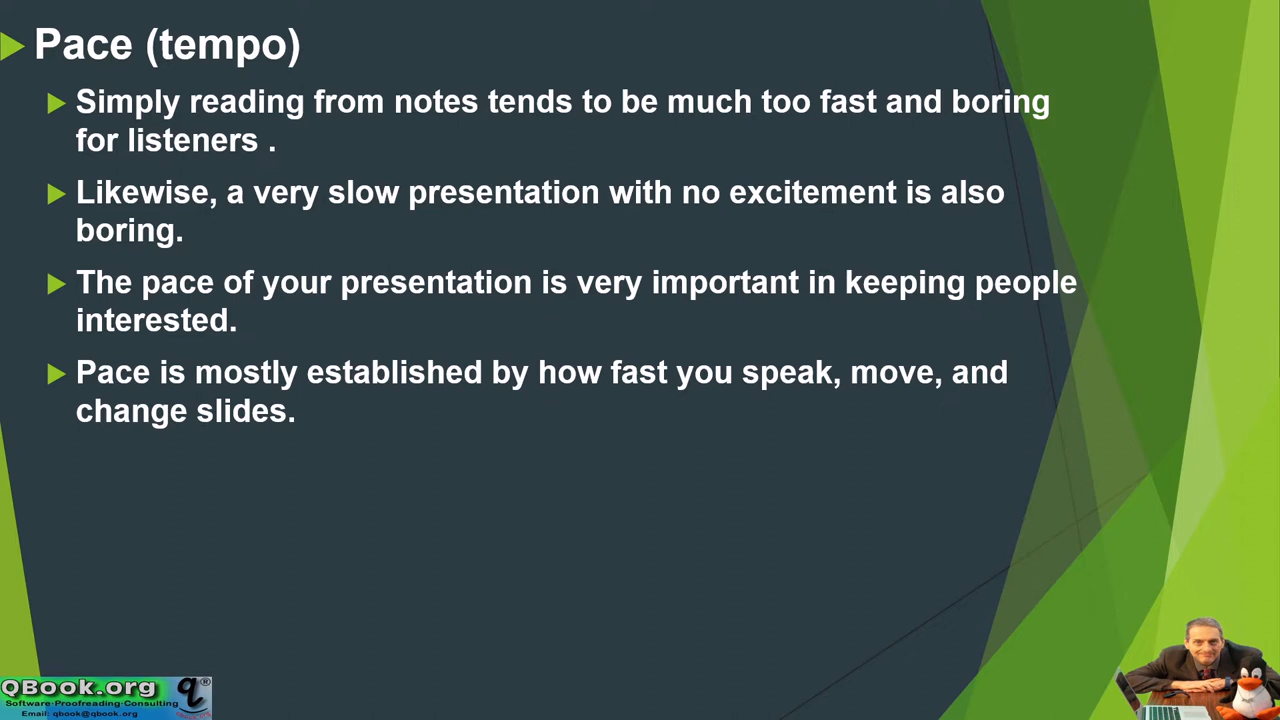 Pace (tempo)
Simply reading from notes tends to be much too fast and boring
for listeners .
Likewise, a very slow presentation with no excitement is also
boring.
The pace of your presentation is very important in keeping people
interested.
Pace is mostly established by how fast you speak, move, and
change slides.
QBook.org q®
Software·Proofreading·Consulting
Email: qbook@qbook.org